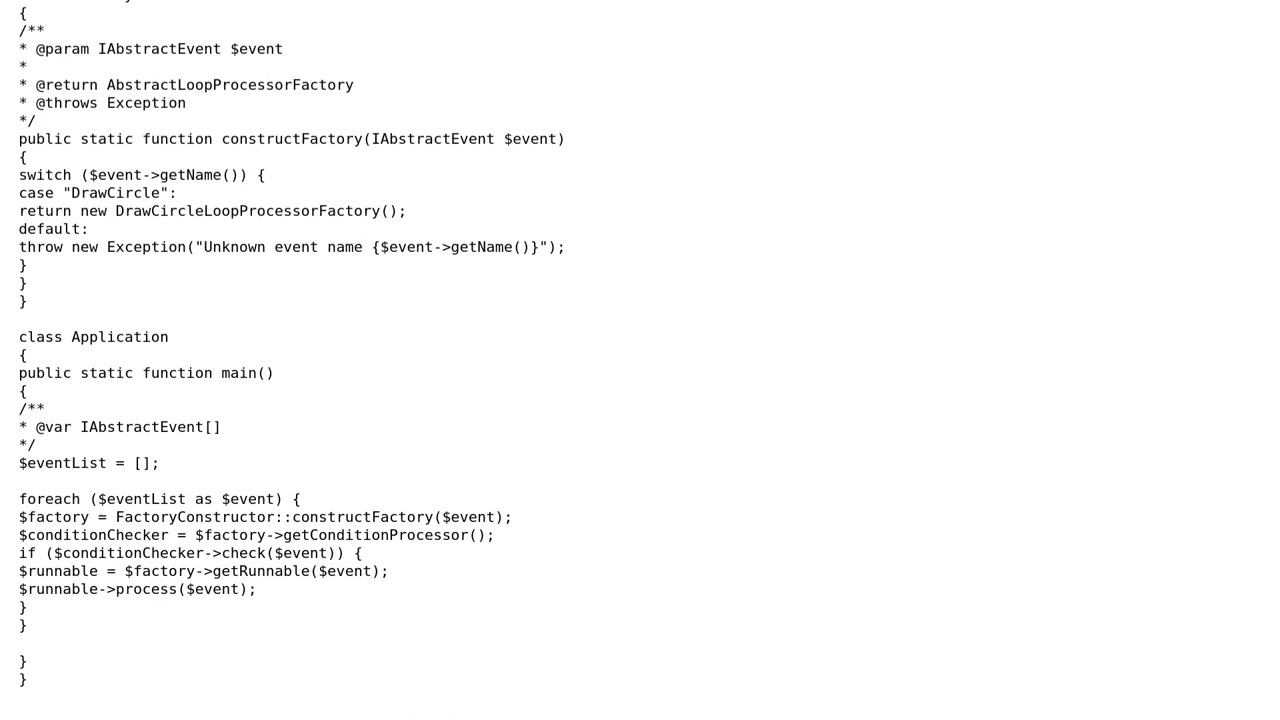 {
/**
* @param IAbstractEvent $event
*
* @return AbstractLoopProcessorFactory
* @throws Exception
*/
public static function constructFactory(IAbstractEvent $event)
{
switch ($event->getName()) {
case "DrawCircle":
return new DrawCircleLoopProcessorFactory();
default:
throw new Exception("Unknown event name {$event->getName()}");
}
}
}

class Application
{
public static function main()
{
/**
* @var IAbstractEvent[]
*/
$eventList = [];

foreach ($eventList as $event) {
$factory = FactoryConstructor::constructFactory($event);
$conditionChecker = $factory->getConditionProcessor();
if ($conditionChecker->check($event)) {
$runnable = $factory->getRunnable($event);
$runnable->process($event);
}
}

}
}